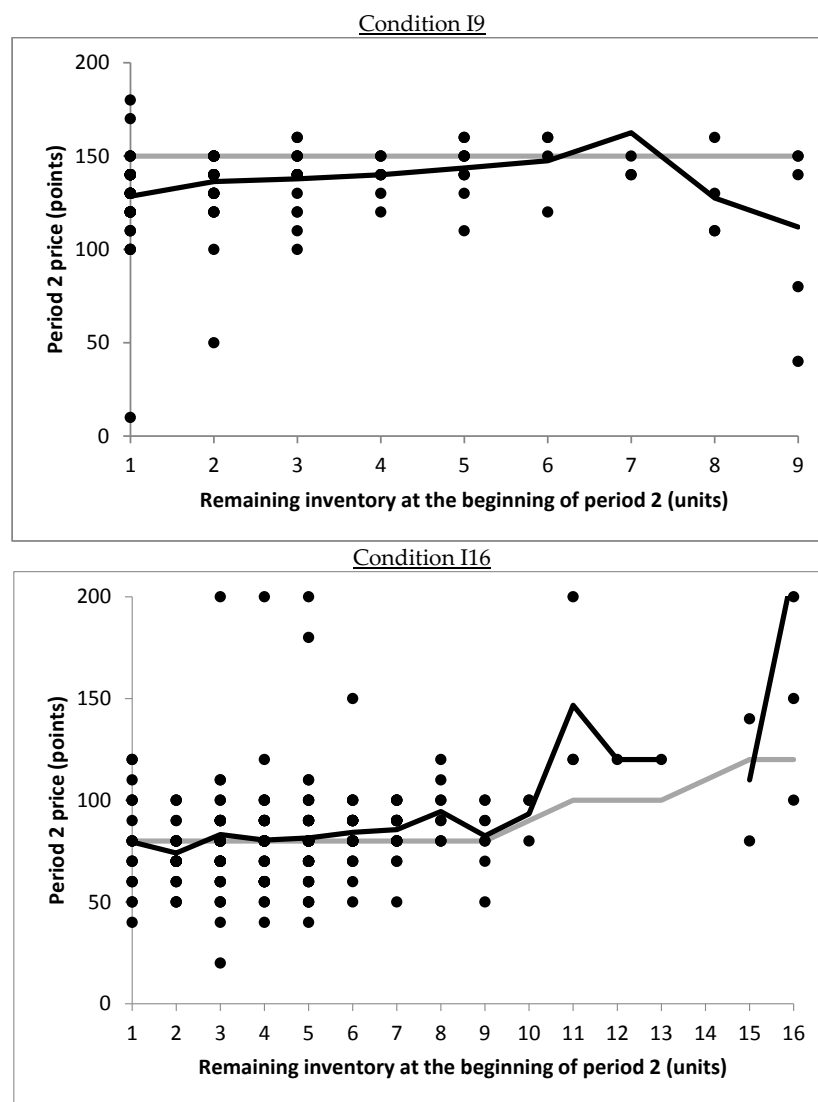 Condition I9
200
150
100
50
0
Period 2 price (points)
1 2 3 4 5 6 7 8 9
Remaining inventory at the beginning of period 2 (units)
Condition I16
200
150
100
50
0
Period 2 price (points)
1 2 3 4 5 6 7 8 9 10 11 12 13 14 15 16
Remaining inventory at the beginning of period 2 (units)